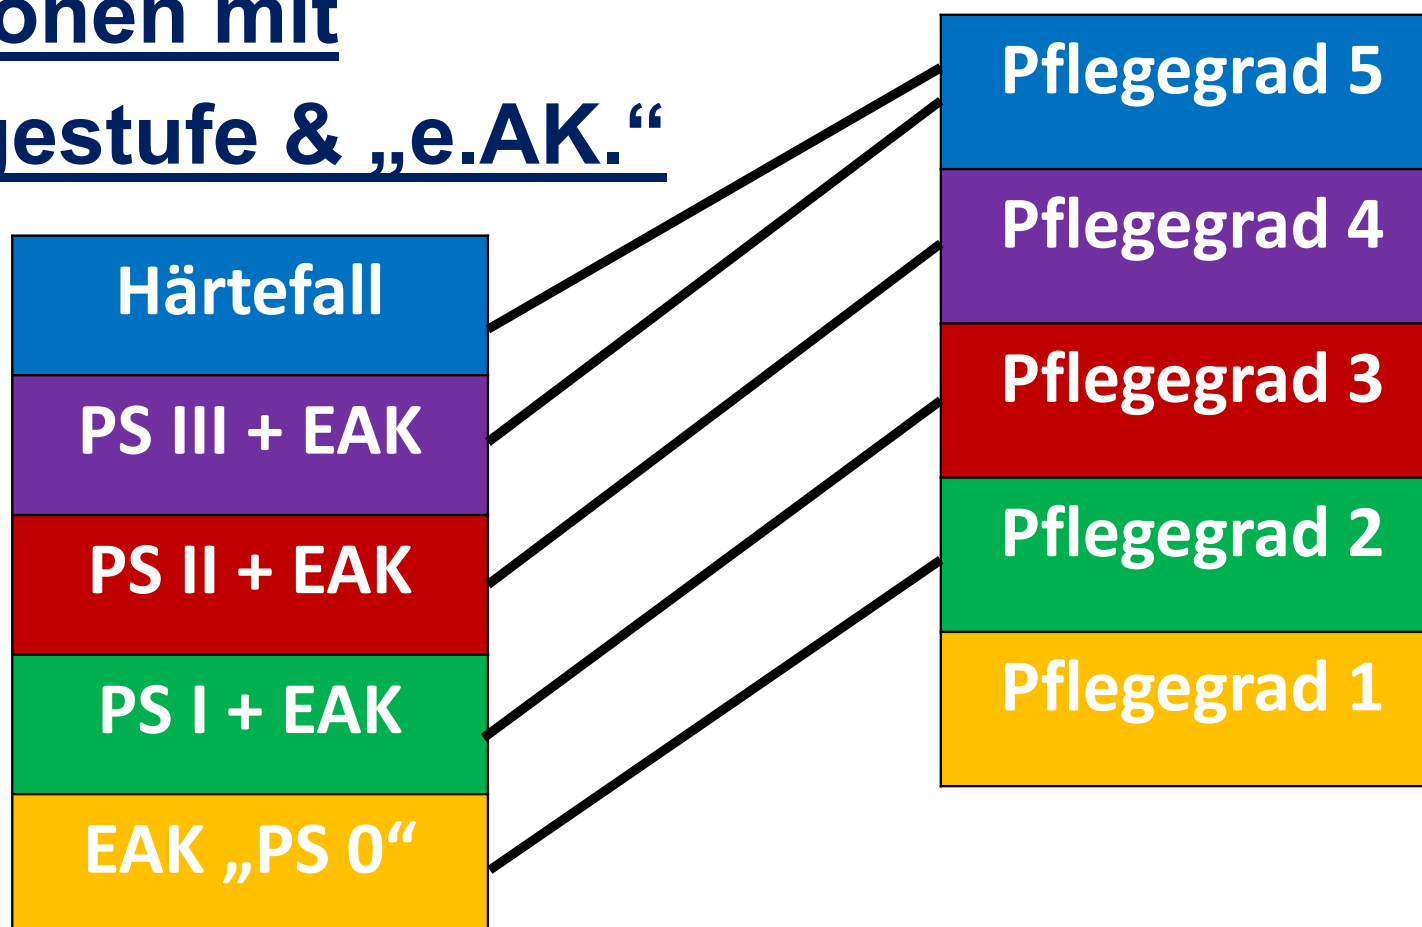 onen mit
gestufe & „e.AK.“
Härtefall
PS III + EAK
PS II + EAK
PS I + EAK
EAK „PS 0“
Pflegegrad 5
Pflegegrad 4
Pflegegrad 3
Pflegegrad 2
Pflegegrad 1